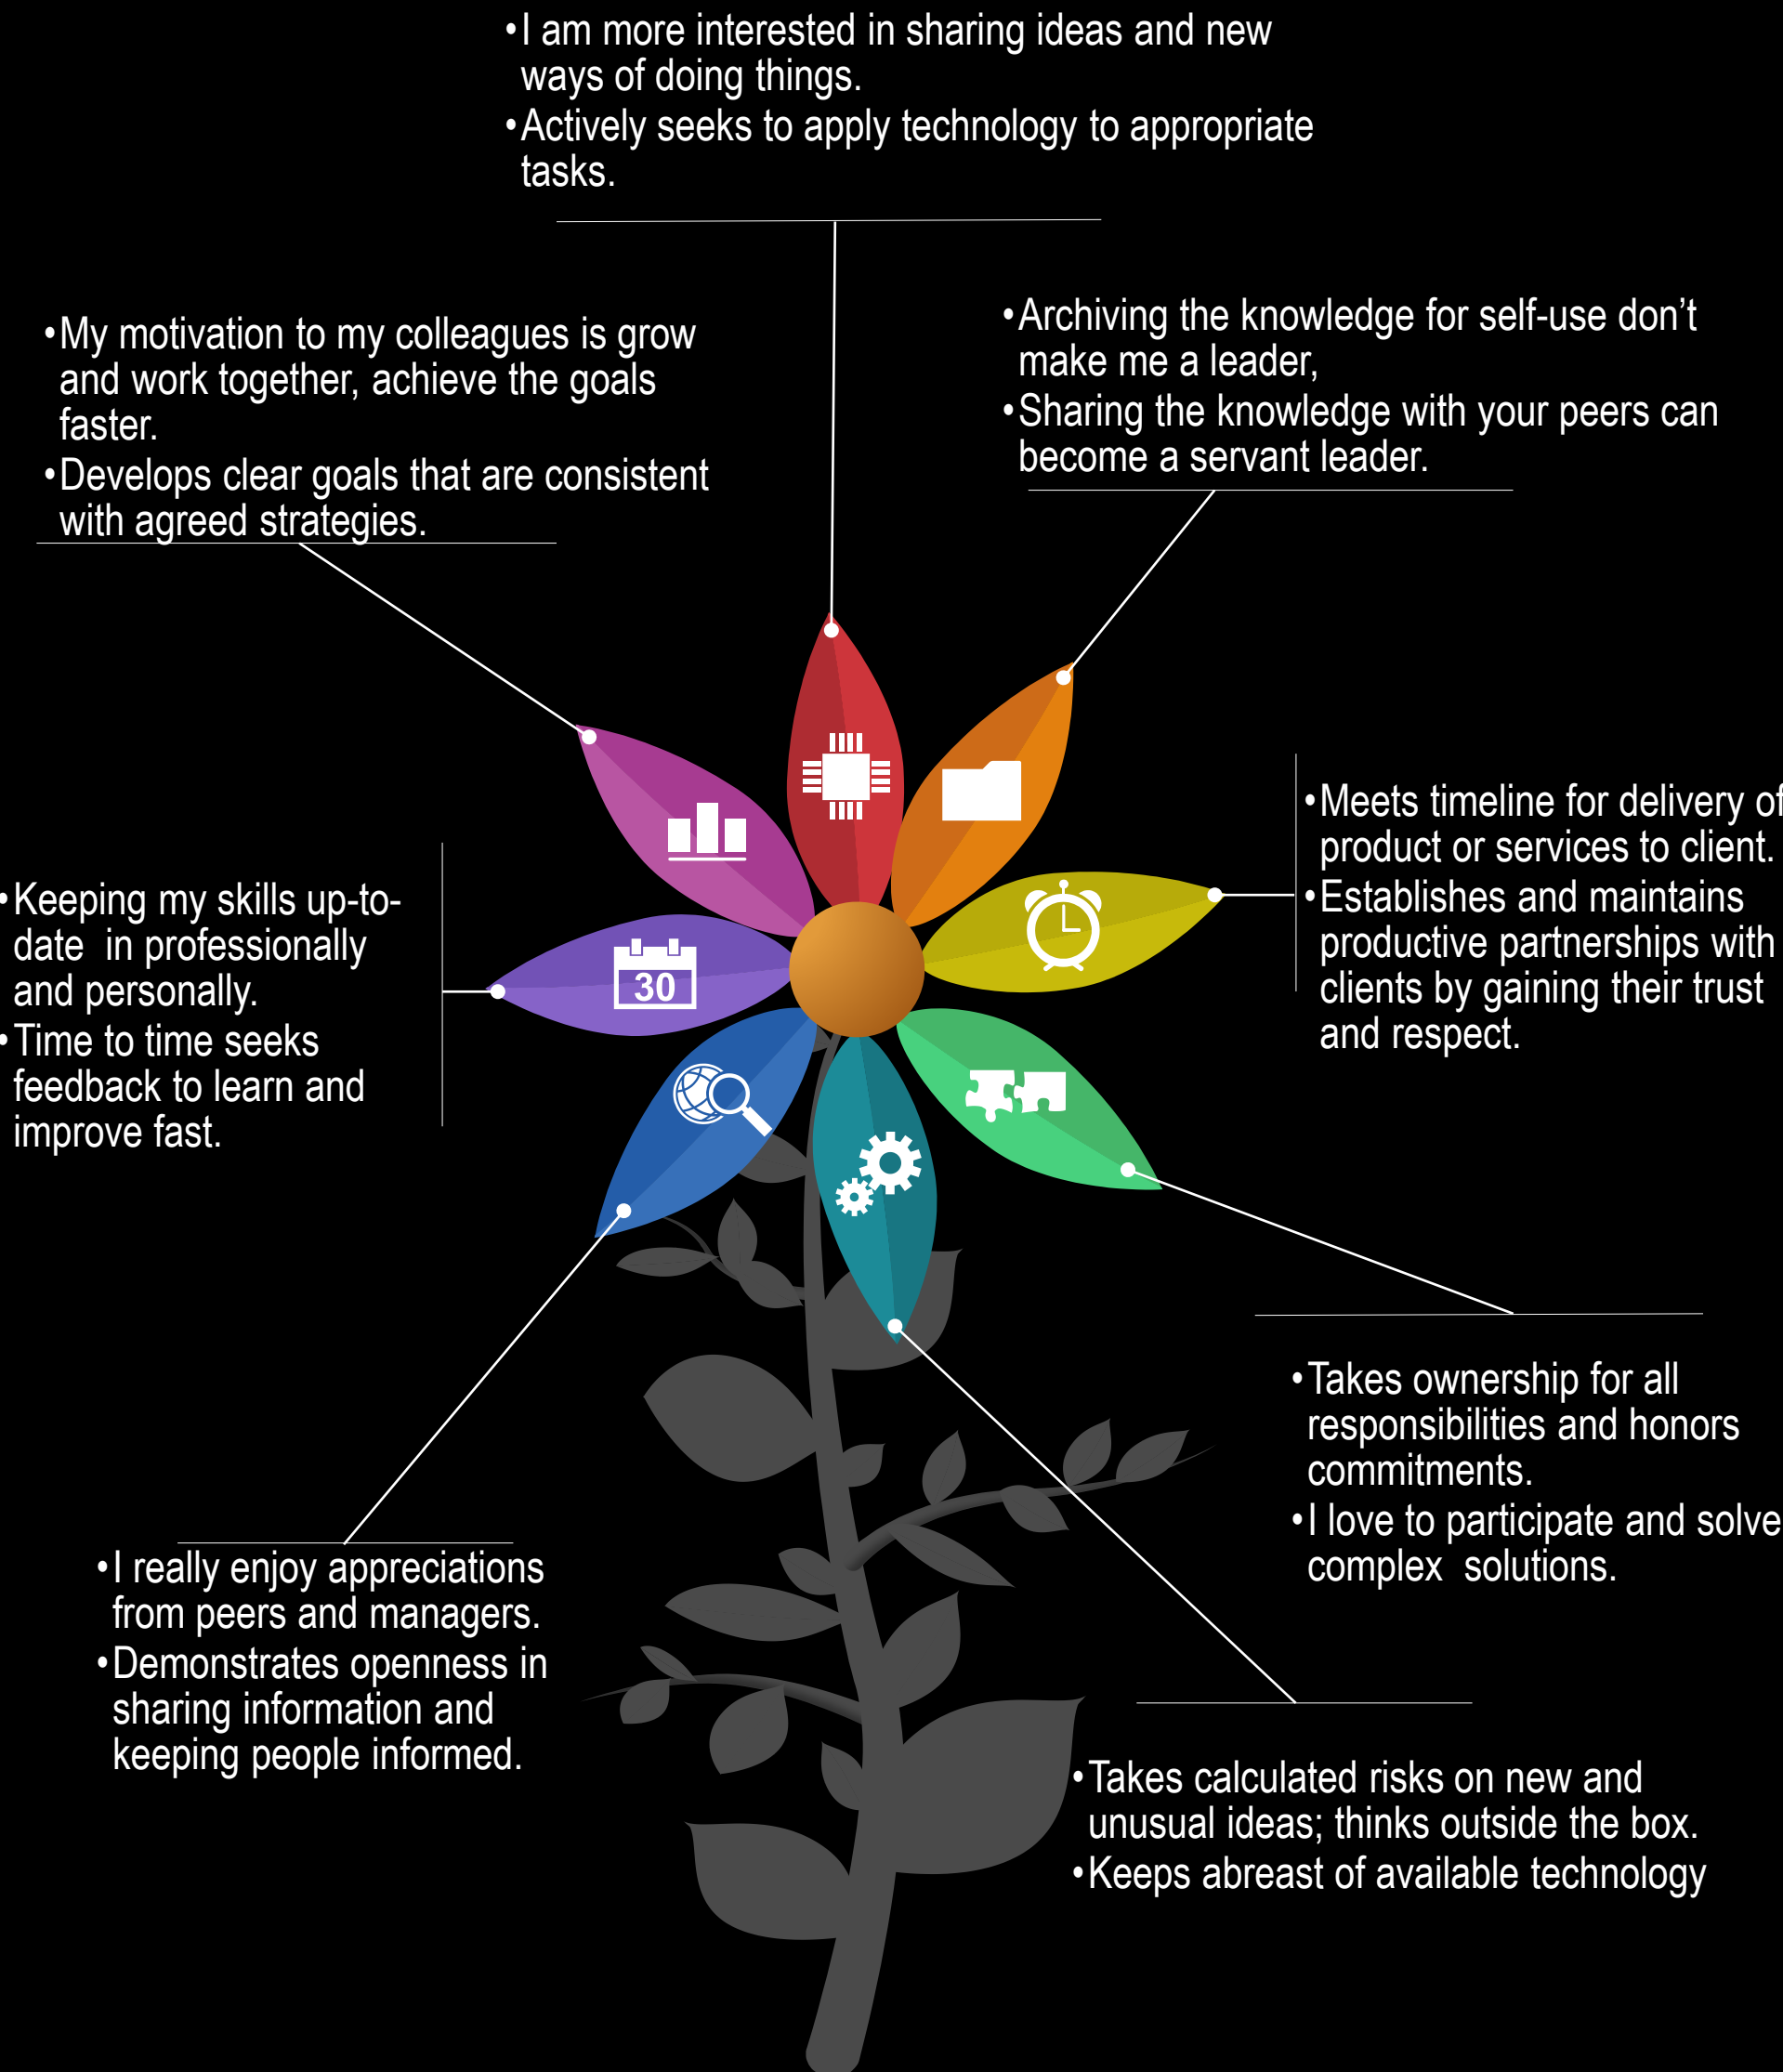 •I am more interested in sharing ideas and new
ways of doing things.
•Actively seeks to apply technology to appropriate
tasks.
•My motivation to my colleagues is grow
and work together, achieve the goals
faster.
•Develops clear goals that are consistent
with agreed strategies.
•Archiving the knowledge for self-use don’t
make me a leader,
•Sharing the knowledge with your peers can
become a servant leader.
•Meets timeline for delivery of
product or services to client.
•Establishes and maintains
productive partnerships with
clients by gaining their trust
and respect.
•Keeping my skills up-to-
date  in professionally
and personally.
•Time to time seeks
feedback to learn and
improve fast.
30
•Takes ownership for all
responsibilities and honors
commitments.
•I love to participate and solve
complex  solutions.
•I really enjoy appreciations
from peers and managers.
•Demonstrates openness in
sharing information and
keeping people informed.
•Takes calculated risks on new and
unusual ideas; thinks outside the box.
•Keeps abreast of available technology